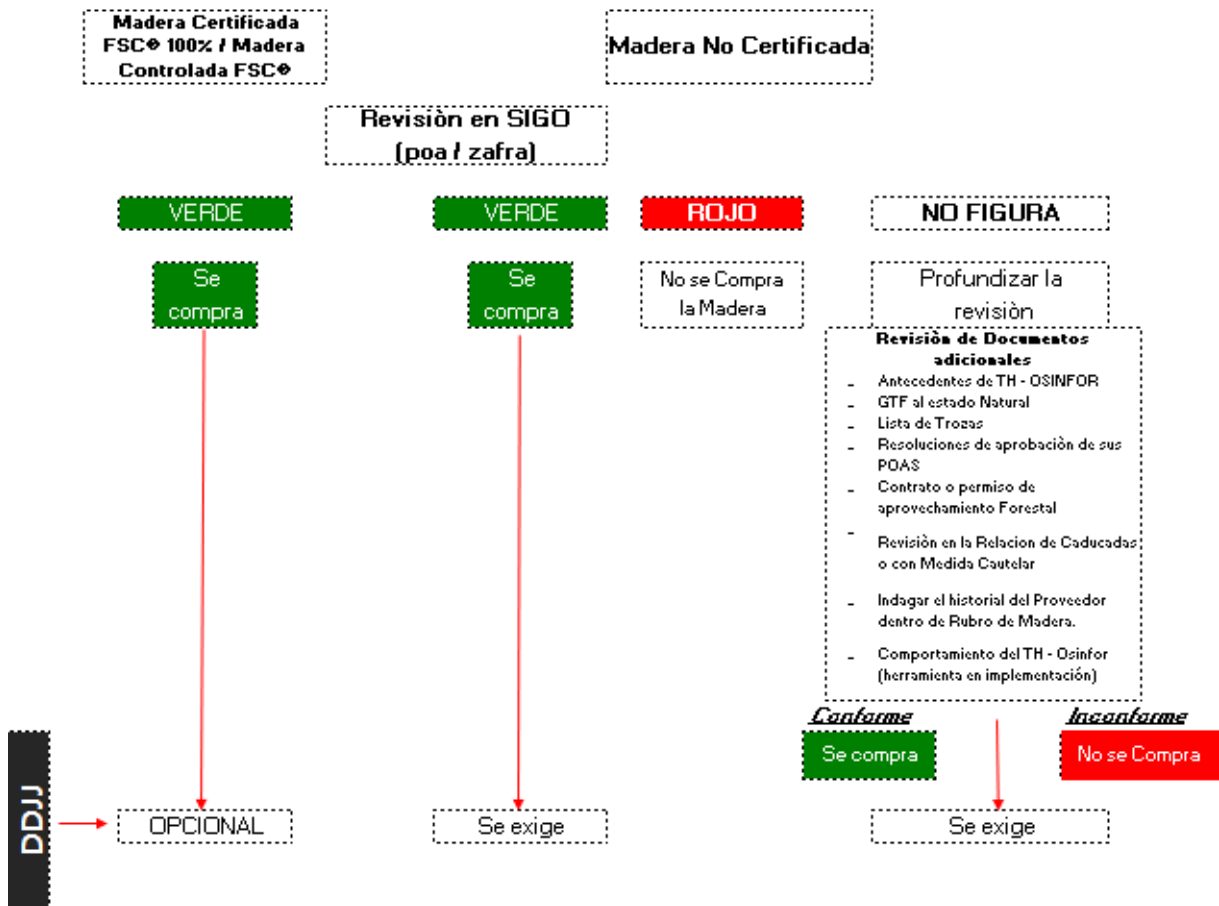 Madera Certificada
FSC® 100% / Madera
Controlada FSC®
Madera No Certificada
Revisiòn en SIGO
(poa / zafra)
VERDE
VERDE
ROJO
NO FIGURA
Se
compra
Se
compra
No se Compra
la Madera
Profundizar la
revisiòn
Revisiòn de Documentos
adicionales
- Antecedentes de TH - OSINFOR
- GTF al estado Natural
- Lista de Trozas
- Resoluciones de aprobaciòn de sus
POAS
- Contrato o permiso de
aprovechamiento Forestal
- Revisiòn en la Relacion de Caducadas
o con Medida Cautelar
- Indagar el historial del Proveedor
dentro de Rubro de Madera.
- Comportamiento del TH - Osinfor
(herramienta en implementación)
Conforme
Inconforme
Se compra
No se Compra
DDJJ
OPCIONAL
Se exige
Se exige